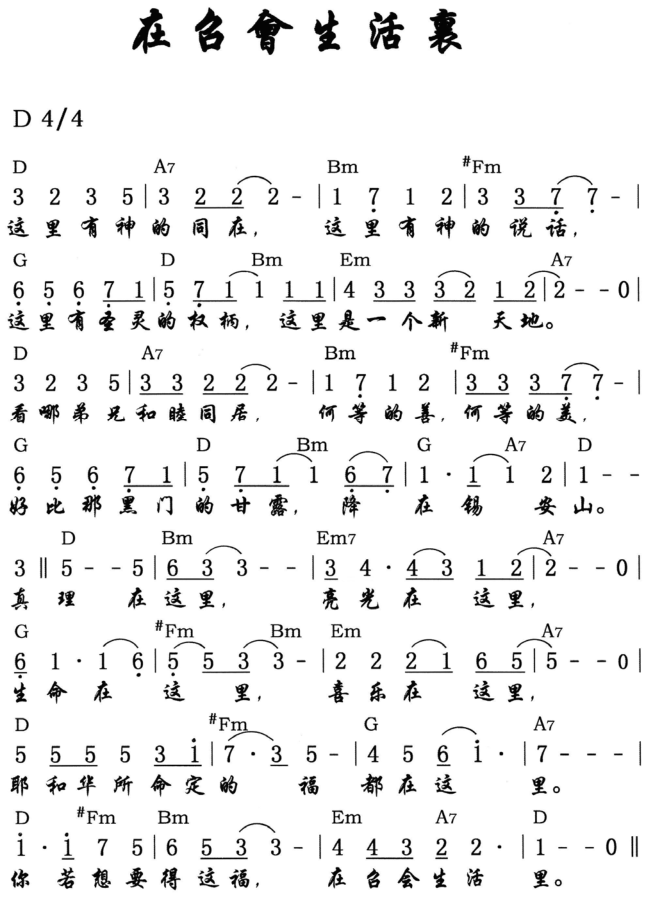 在召會生活裏
D 4/4
D A7 Bm #Fm
3 2 3 5 | 3 2 2 2 - | 1 7 1 2 | 3 3 7 7 - |
这里有神的同在, 这里有神的说话,
G D Bm Em A7
6 5 6 7 1 | 5 7 1 1 1 1 | 4 3 3 3 2 1 2 | 2 - - 0 |
这里有圣灵的权柄, 这里是一个新 天地。
D A7 Bm #Fm
3 2 3 5 | 3 3 2 2 2 - | 1 7 1 2 | 3 3 3 7 7 - |
看哪弟兄和睦同居, 何等的善, 何等的美,
G D Bm G A7 D
6 5 6 7 1 | 5 7 1 1 6 7 | 1 · 1 1 2 | 1 - -
好比那黑门的甘露, 降 在锡 安山。
D Bm Em7 A7
3 ‖ 5 - - 5 | 6 3 3 - - | 3 4 · 4 3 1 2 | 2 - - 0 |
真理 在这里, 亮光在 这里,
G #Fm Bm Em A7
6 1 · 1 6 | 5 5 3 3 - | 2 2 2 1 6 5 | 5 - - 0 |
生命在 这 里, 喜乐在 这里,
D #Fm G A7
5 5 5 5 3 i | 7 · 3 5 - | 4 5 6 i · | 7 - - - |
耶和华所命定的 福 都在这 里。
D #Fm Bm Em A7 D
i · i 7 5 | 6 5 3 3 - | 4 4 3 2 2 · | 1 - - 0 ‖
你若想要得这福, 在召会生活 里。